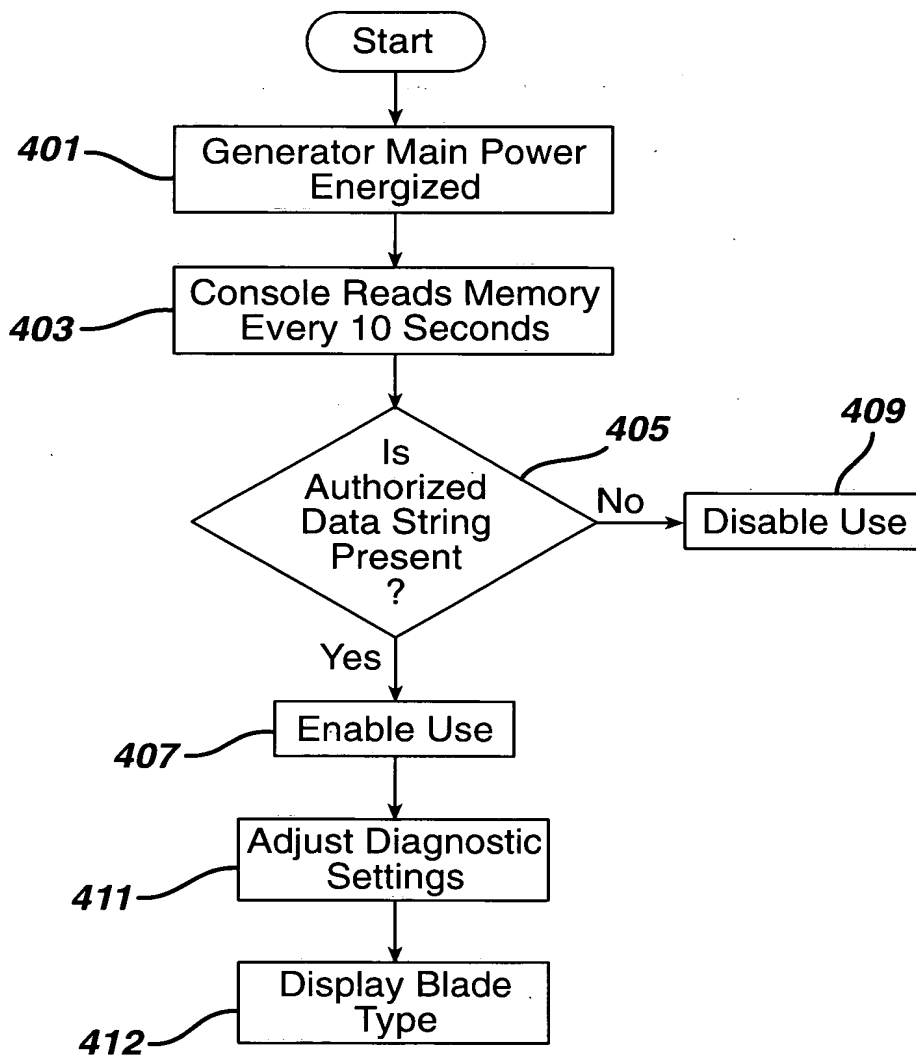 Start
401
Generator Main Power
Energized
403
Console Reads Memory
Every 10 Seconds
405
409
Is
Authorized
Data String
Present
?
No
Disable Use
Yes
407
Enable Use
411
Adjust Diagnostic
Settings
412
Display Blade
Type